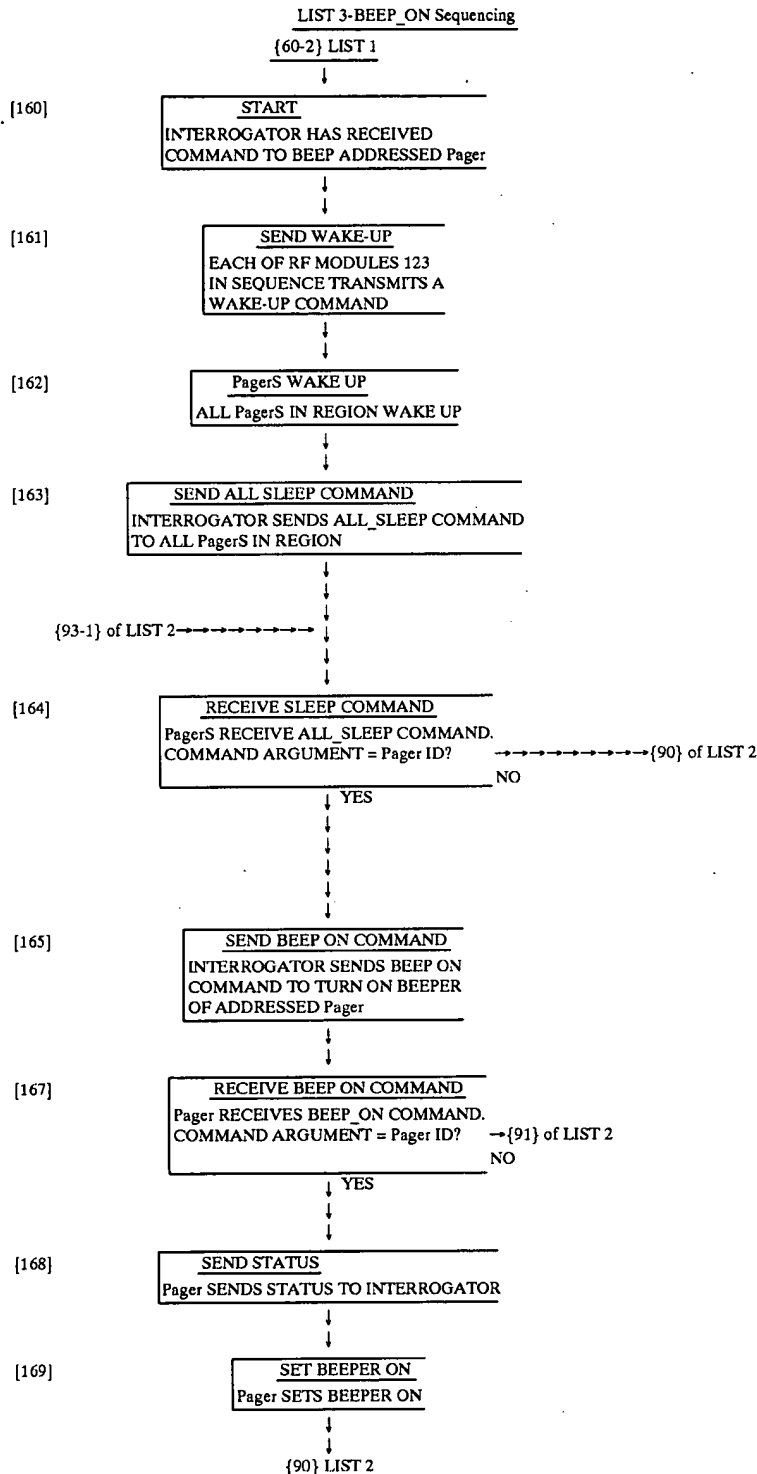 LIST 3-BEEP_ON Sequencing
{60-2} LIST 1
[160]
START
INTERROGATOR HAS RECEIVED
COMMAND TO BEEP ADDRESSED Pager
[161]
SEND WAKE-UP
EACH OF RF MODULES 123
IN SEQUENCE TRANSMITS A
WAKE-UP COMMAND
[162]
PagerS WAKE UP
ALL PagerS IN REGION WAKE UP
[163]
SEND ALL SLEEP COMMAND
INTERROGATOR SENDS ALL_SLEEP COMMAND
TO ALL PagerS IN REGION
{93-1} of LIST 2
[164]
RECEIVE SLEEP COMMAND
PagerS RECEIVE ALL_SLEEP COMMAND.
COMMAND ARGUMENT = Pager ID? {90} of LIST 2
NO
YES
[165]
SEND BEEP ON COMMAND
INTERROGATOR SENDS BEEP ON
COMMAND TO TURN ON BEEPER
OF ADDRESSED Pager
[167]
RECEIVE BEEP ON COMMAND
Pager RECEIVES BEEP_ON COMMAND.
COMMAND ARGUMENT = Pager ID? {91} of LIST 2
NO
YES
[168]
SEND STATUS
Pager SENDS STATUS TO INTERROGATOR
[169]
SET BEEPER ON
Pager SETS BEEPER ON
{90} LIST 2